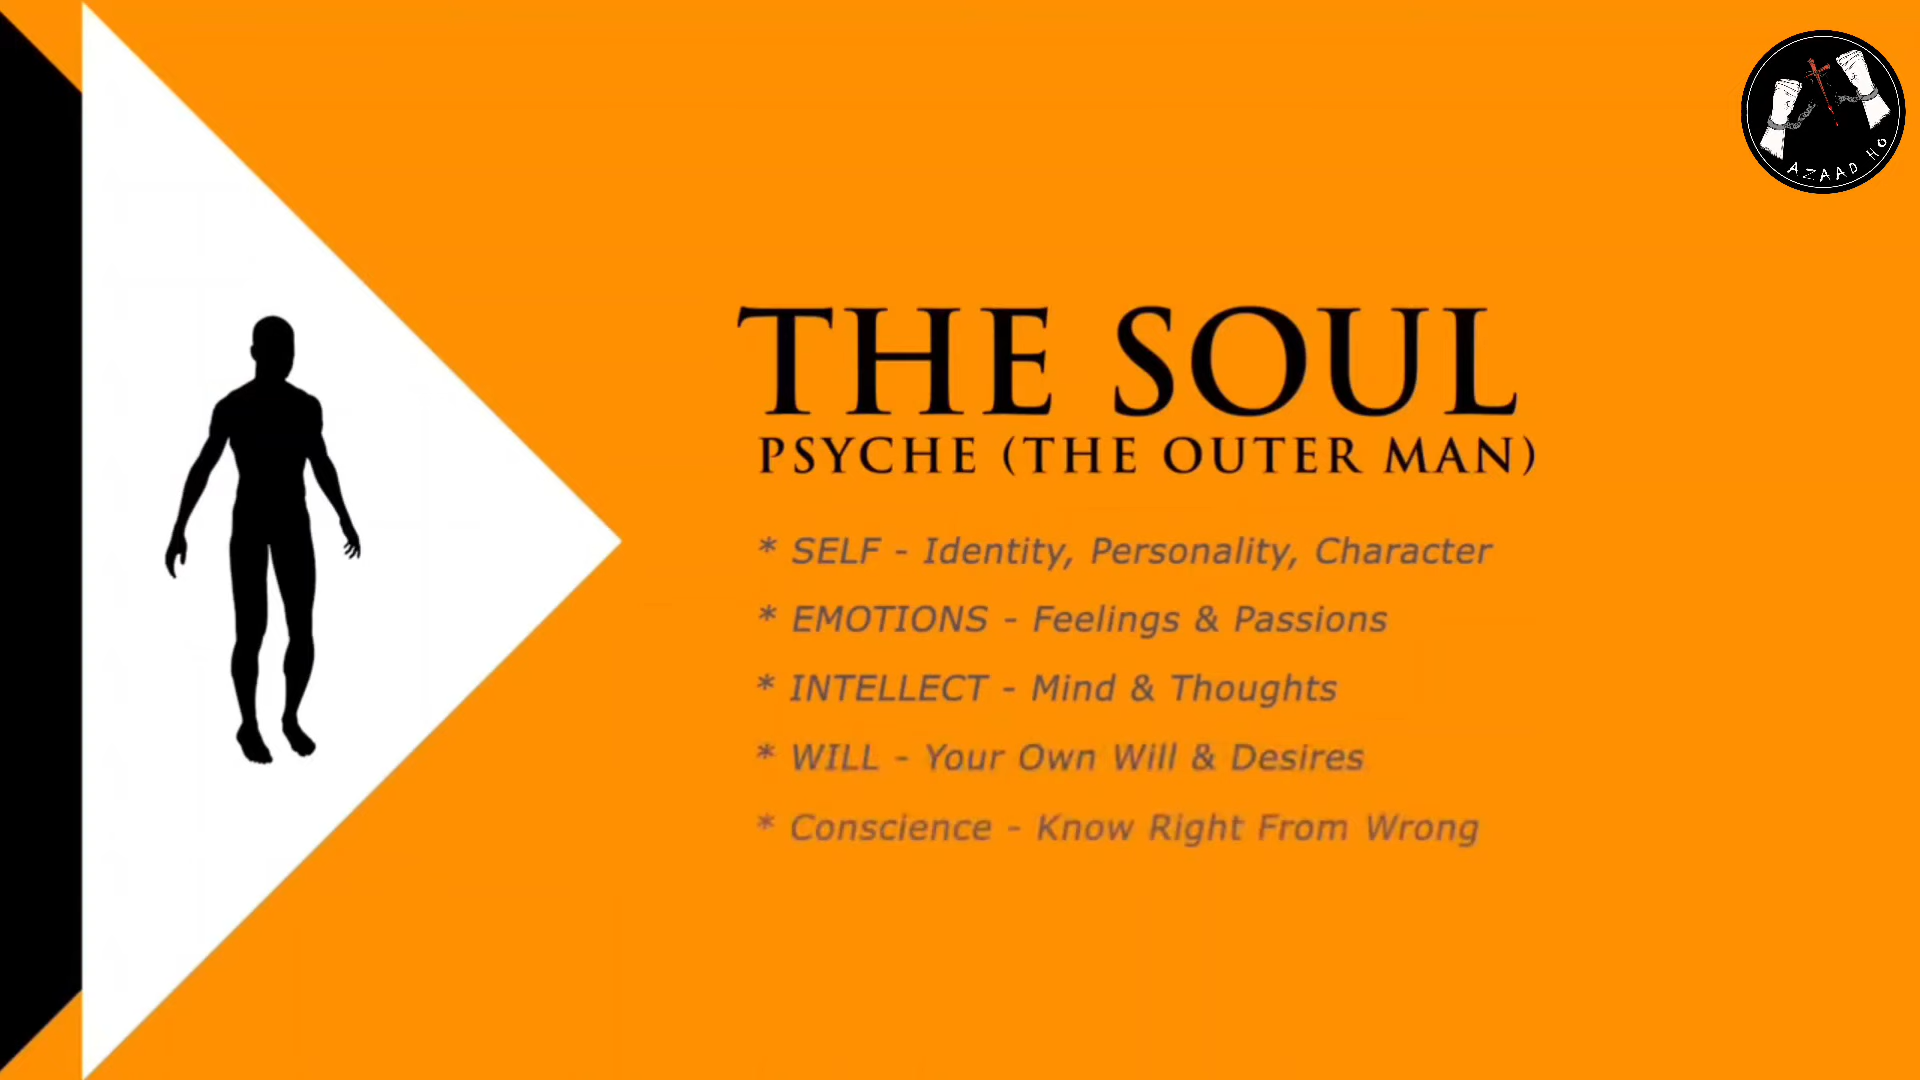 THE SOUL
PSYCHE (THE OUTER MAN)
* SELF - Identity, Personality, Character
* EMOTIONS - Feelings & Passions
* INTELLECT - Mind & Thoughts
* WILL - Your Own Will & Desires
* Conscience - Know Right From Wrong
AZAAD HO